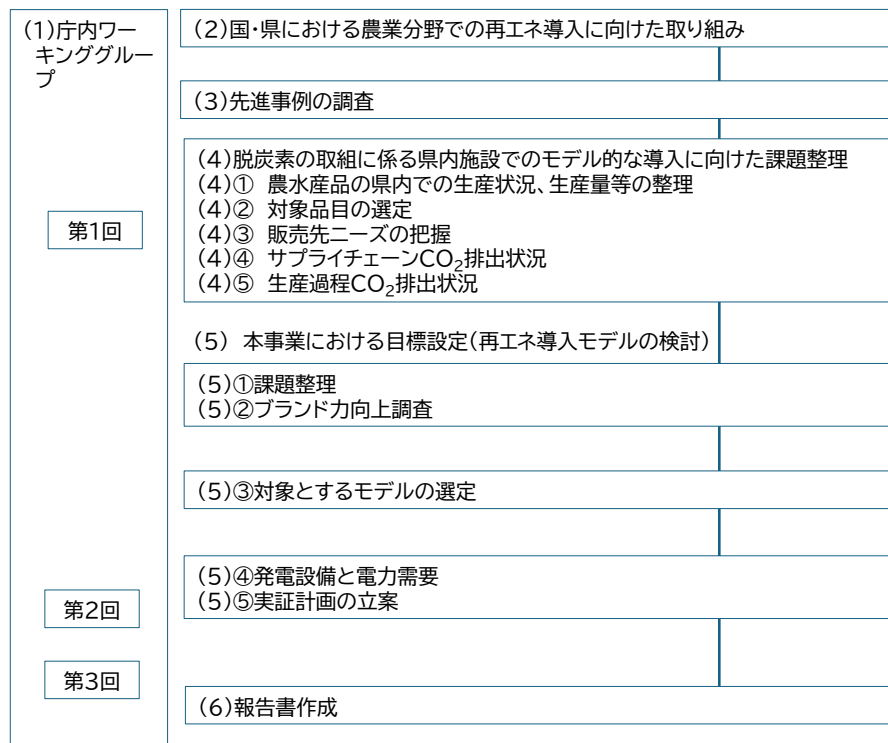 (1)庁内ワー
キンググルー
プ
第1回
第2回
第3回
(2)国・県における農業分野での再エネ導入に向けた取り組み
(3)先進事例の調査
(4)脱炭素の取組に係る県内施設でのモデル的な導入に向けた課題整理
(4)① 農水産品の県内での生産状況、生産量等の整理
(4)② 対象品目の選定
(4)③ 販売先ニーズの把握
(4)④ サプライチェーンCO₂排出状況
(4)⑤ 生産過程CO₂排出状況
(5) 本事業における目標設定(再エネ導入モデルの検討)
(5)①課題整理
(5)②ブランド力向上調査
(5)③対象とするモデルの選定
(5)④発電設備と電力需要
(5)⑤実証計画の立案
(6)報告書作成